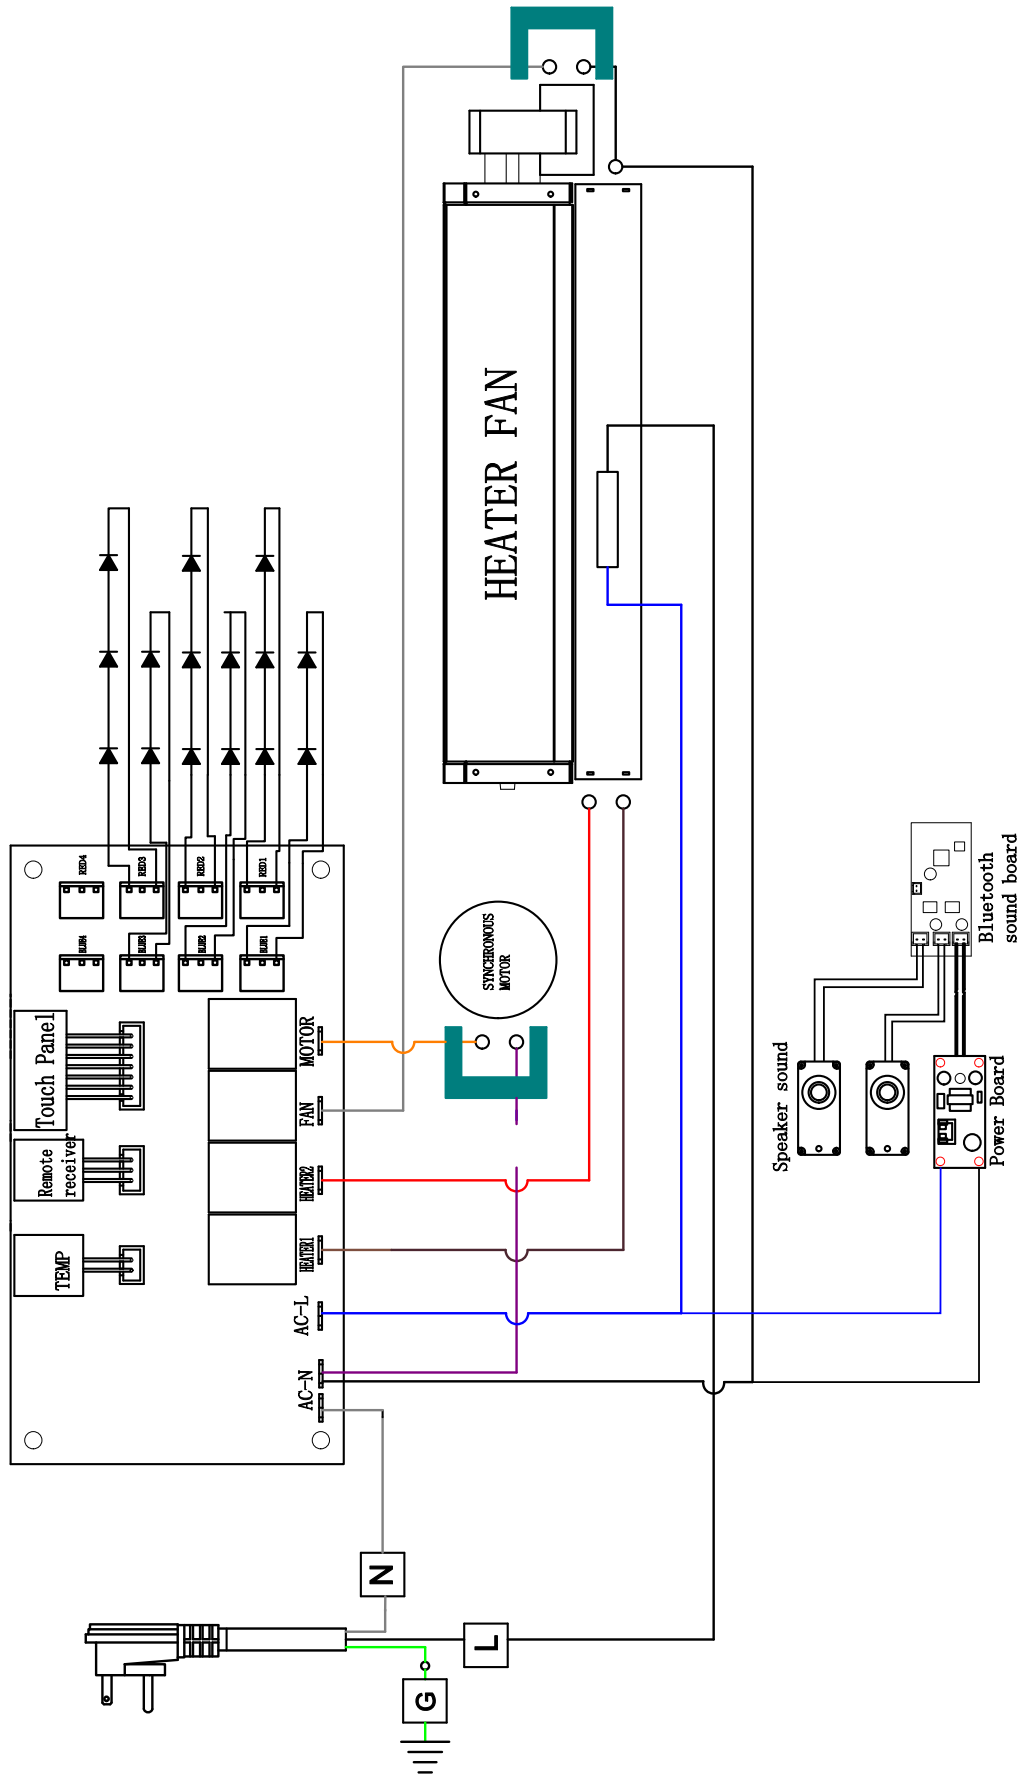 HEATER FAN
RED4
RED3
RED2
RED1
BLUE4
BLUE3
BLUE2
BLUE1
SYNCHRONOUS
MOTOR
Touch Panel
Remote
receiver
TEMP
MOTOR
FAN
HEATER2
HEATER1
AC-L
AC-N
Bluetooth
sound board
Speaker sound
Power Board
N
L
G